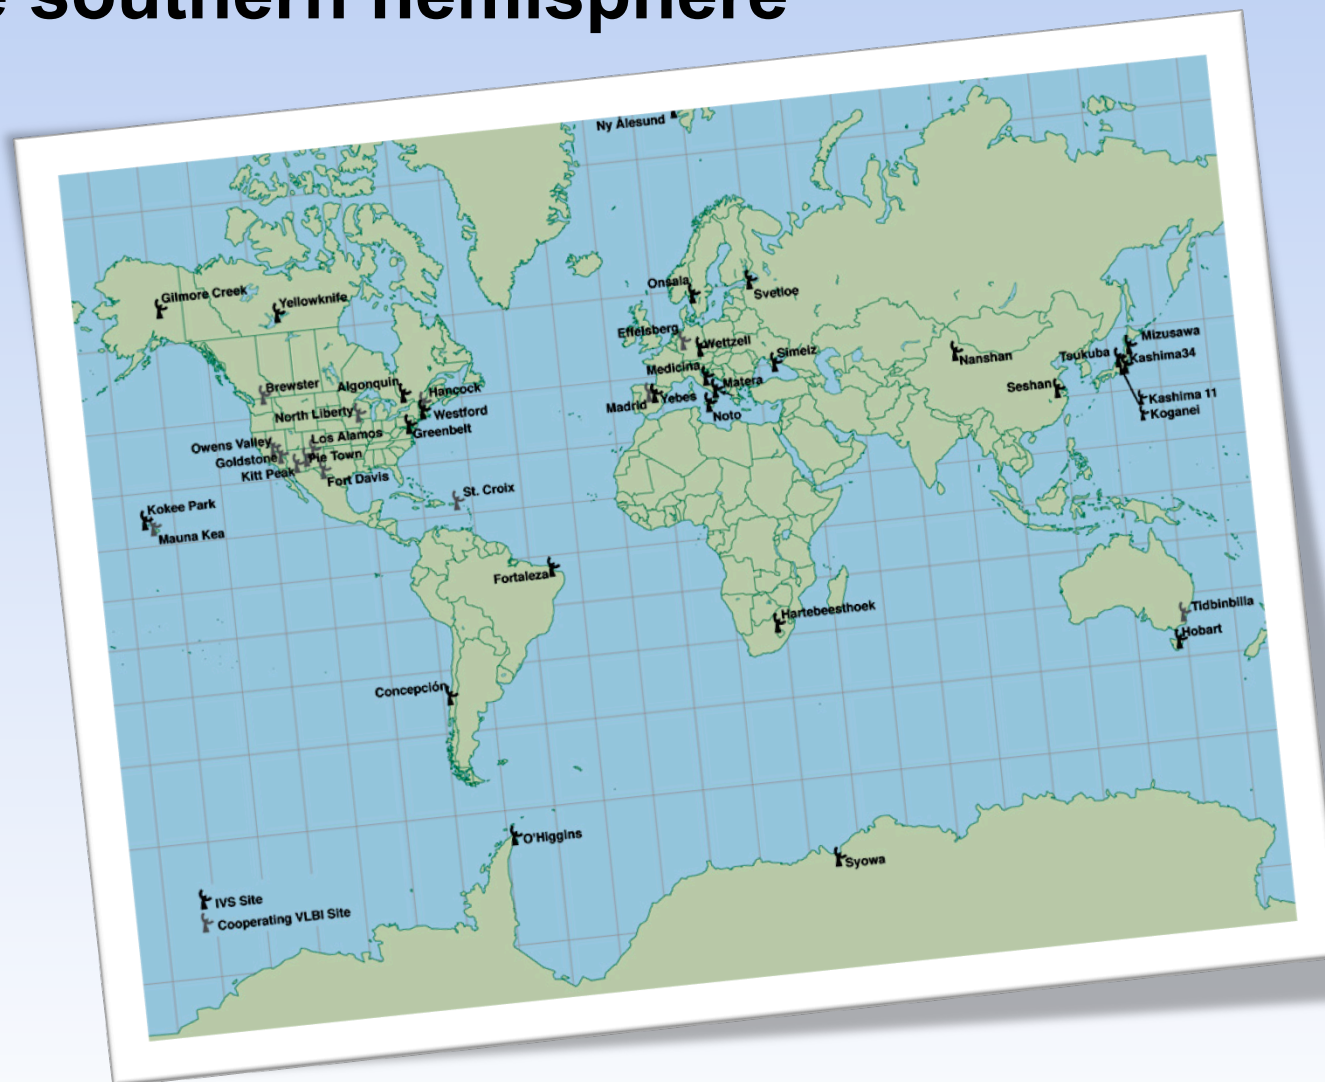 southern hemisphere
Ny Ålesund
Gilmore Creek
Yellowknife
Onsala
Svetloe
Effelsberg
Wettzell
Simeiz
Medicina
Matera
Madrid
Yebes
Noto
Nanshan
Seshan
Mizusawa
Tsukuba
Kashima34
Kashima 11
Koganei
Brewster
Algonquin
Hancock
North Liberty
Westford
Greenbelt
Owens Valley
Los Alamos
Goldstone
Pie Town
Kitt Peak
Fort Davis
St. Croix
Kokee Park
Mauna Kea
Fortaleza
Hartebeesthoek
Tidbinbilla
Hobart
Concepción
O'Higgins
Syowa
IVS Site
Cooperating VLBI Site